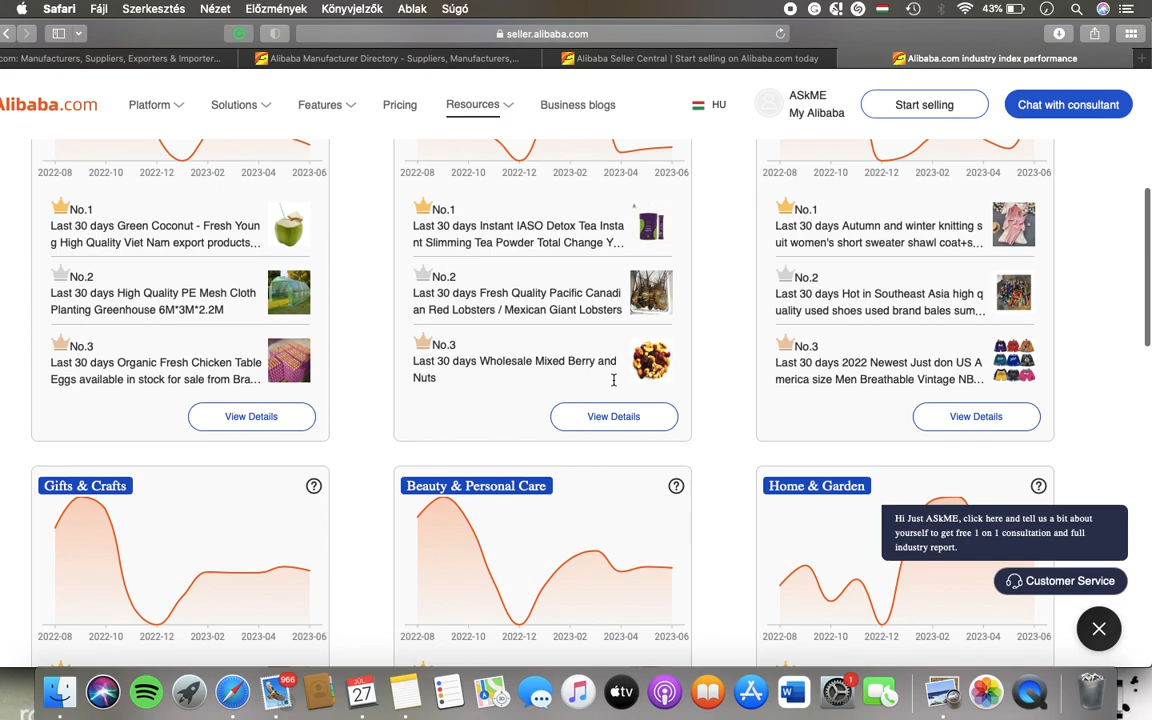 Safari Fájl Szerkesztés Nézet Előzmények Könyvjelzők Ablak Súgó 43%
seller.alibaba.com
com: Manufacturers, Suppliers, Exporters & Importer...
Alibaba Manufacturer Directory - Suppliers, Manufacturers,...
Alibaba Seller Central | Start selling on Alibaba.com today
Alibaba.com industry index performance
Alibaba.com Platform Solutions Features Pricing Resources Business blogs HU
ASkME
My Alibaba
Start selling
Chat with consultant
2022-08 2022-10 2022-12 2023-02 2023-04 2023-06
No.1
Last 30 days Green Coconut - Fresh Youn
g High Quality Viet Nam export products...
No.2
Last 30 days High Quality PE Mesh Cloth
Planting Greenhouse 6M*3M*2.2M
No.3
Last 30 days Organic Fresh Chicken Table
Eggs available in stock for sale from Bra...
View Details
2022-08 2022-10 2022-12 2023-02 2023-04 2023-06
No.1
Last 30 days Instant IASO Detox Tea Insta
nt Slimming Tea Powder Total Change Y...
No.2
Last 30 days Fresh Quality Pacific Canadi
an Red Lobsters / Mexican Giant Lobsters
No.3
Last 30 days Wholesale Mixed Berry and
Nuts
View Details
2022-08 2022-10 2022-12 2023-02 2023-04 2023-06
No.1
Last 30 days Autumn and winter knitting s
uit women's short sweater shawl coat+s...
No.2
Last 30 days Hot in Southeast Asia high q
uality used shoes used brand bales sum...
No.3
Last 30 days 2022 Newest Just don US A
merica size Men Breathable Vintage NB...
View Details
Gifts & Crafts
2022-08 2022-10 2022-12 2023-02 2023-04 2023-06
Beauty & Personal Care
2022-08 2022-10 2022-12 2023-02 2023-04 2023-06
Home & Garden
2022-08 2022-10 2022-12 2023-02 2023-04 2023-06
Hi Just ASkME, click here and tell us a bit about
yourself to get free 1 on 1 consultation and full
industry report.
Customer Service
966
JÚL
27
tv
1